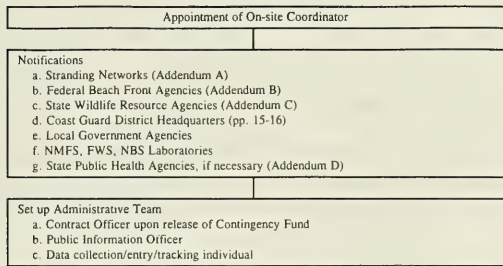 Appointment of On-site Coordinator
Notifications
a. Stranding Networks (Addendum A)
b. Federal Beach Front Agencies (Addendum B)
c. State Wildlife Resource Agencies (Addendum C)
d. Coast Guard District Headquarters (pp. 15-16)
e. Local Government Agencies
f. NMFS, FWS, NBS Laboratories
g. State Public Health Agencies, if necessary (Addendum D)
Set up Administrative Team
a. Contract Officer upon release of Contingency Fund
b. Public Information Officer
c. Data collection/entry/tracking individual